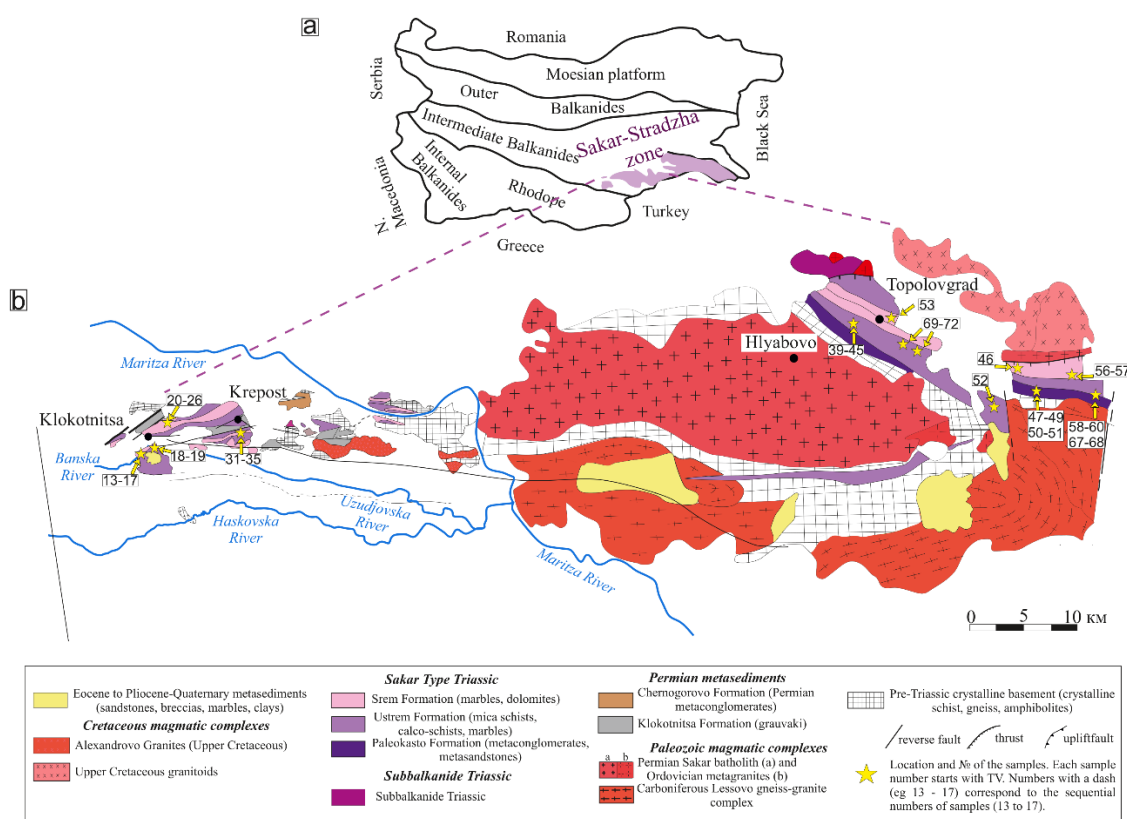 a
Romania
Serbia
Moesian platform
Outer
Balkanides
Intermediate Balkanides
Sakar-Stradzha
zone
Black Sea
Internal
Balkanides
N.
Macedonia
Rhodope
Turkey
Greece
b
Topolovgrad
53
69-72
39-45
Hlyabovo
46
56-57
52
47-49
50-51
58-60
67-68
Maritza River
Krepost
20-26
Klokotnitsa
18-19
31-35
Banska
River
13-17
Uzudjovska
River
Haskovska
River
Maritza River
0 5 10 KM
Eocene to Pliocene-Quaternary metasediments
(sandstones, breccias, marbles, clays)
Cretaceous magmatic complexes
Alexandrovo Granites (Upper Cretaceous)
Upper Cretaceous granitoids
Sakar Type Triassic
Srem Formation (marbles, dolomites)
Ustrem Formation (mica schists,
calco-schists, marbles)
Paleokasto Formation (metaconglomerates,
metasandstones)
Subbalkanide Triassic
Subbalkanide Triassic
Permian metasediments
Chernogorovo Formation (Permian
metaconglomerates)
Klokotnitsa Formation (grauvaki)
Paleozoic magmatic complexes
a b
Permian Sakar batholith (a) and
Ordovician metagranites (b)
Carboniferous Lessovo gneiss-granite
complex
Pre-Triassic crystalline basement (crystalline
schist, gneiss, amphibolites)
reverse fault
thrust
upliftfault
Location and № of the samples. Each sample
number starts with TV. Numbers with a dash
(eg 13 - 17) correspond to the sequential
numbers of samples (13 to 17).